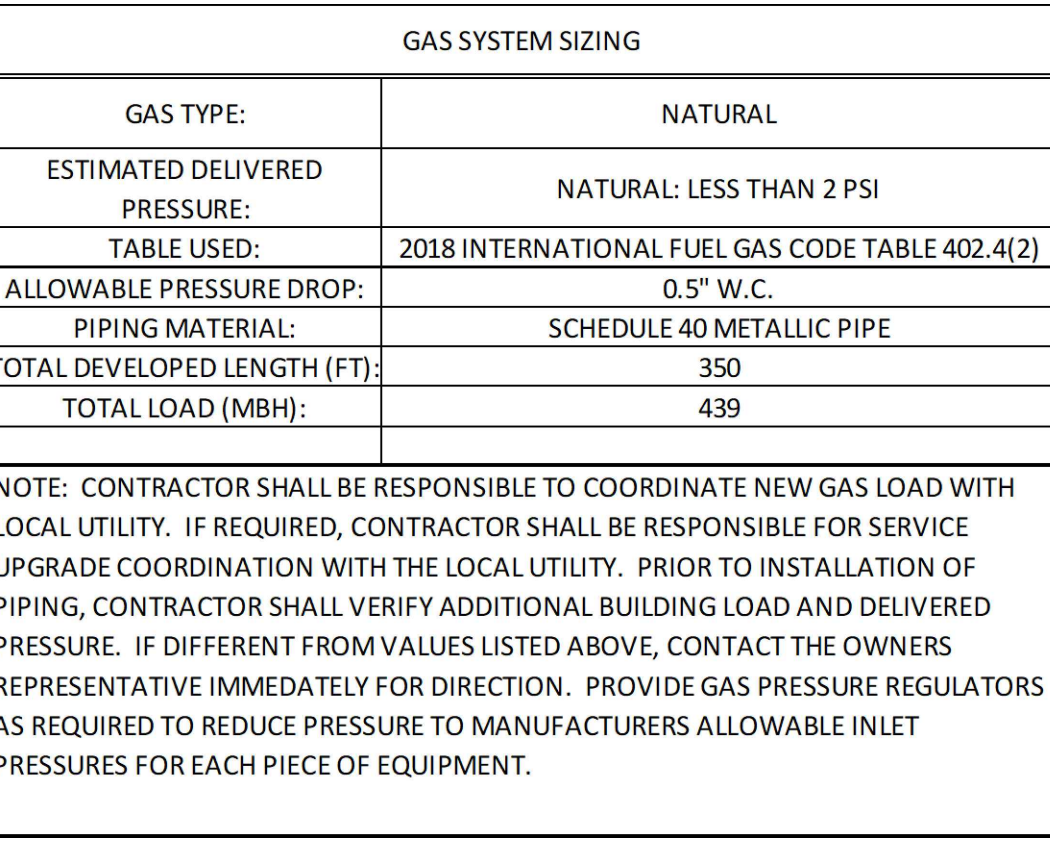 GAS SYSTEM SIZING
GAS TYPE: NATURAL
ESTIMATED DELIVERED
PRESSURE:
NATURAL: LESS THAN 2 PSI
TABLE USED: 2018 INTERNATIONAL FUEL GAS CODE TABLE 402.4(2)
ALLOWABLE PRESSURE DROP: 0.5" W.C.
PIPING MATERIAL: SCHEDULE 40 METALLIC PIPE
TOTAL DEVELOPED LENGTH (FT): 350
TOTAL LOAD (MBH): 439
NOTE: CONTRACTOR SHALL BE RESPONSIBLE TO COORDINATE NEW GAS LOAD WITH
LOCAL UTILITY. IF REQUIRED, CONTRACTOR SHALL BE RESPONSIBLE FOR SERVICE
UPGRADE COORDINATION WITH THE LOCAL UTILITY. PRIOR TO INSTALLATION OF
PIPING, CONTRACTOR SHALL VERIFY ADDITIONAL BUILDING LOAD AND DELIVERED
PRESSURE. IF DIFFERENT FROM VALUES LISTED ABOVE, CONTACT THE OWNERS
REPRESENTATIVE IMMEDATELY FOR DIRECTION. PROVIDE GAS PRESSURE REGULATORS
AS REQUIRED TO REDUCE PRESSURE TO MANUFACTURERS ALLOWABLE INLET
PRESSURES FOR EACH PIECE OF EQUIPMENT.